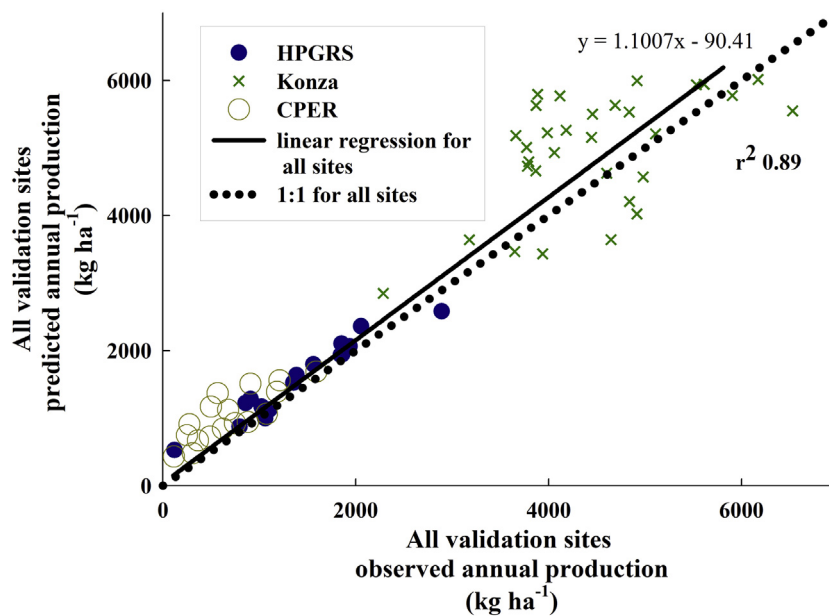 All validation sites
predicted annual production
(kg ha⁻¹)
6000
4000
2000
0
HPGRS
Konza
CPER
linear regression for
all sites
1:1 for all sites
y = 1.1007x - 90.41
r² 0.89
0
2000
4000
6000
All validation sites
observed annual production
(kg ha⁻¹)